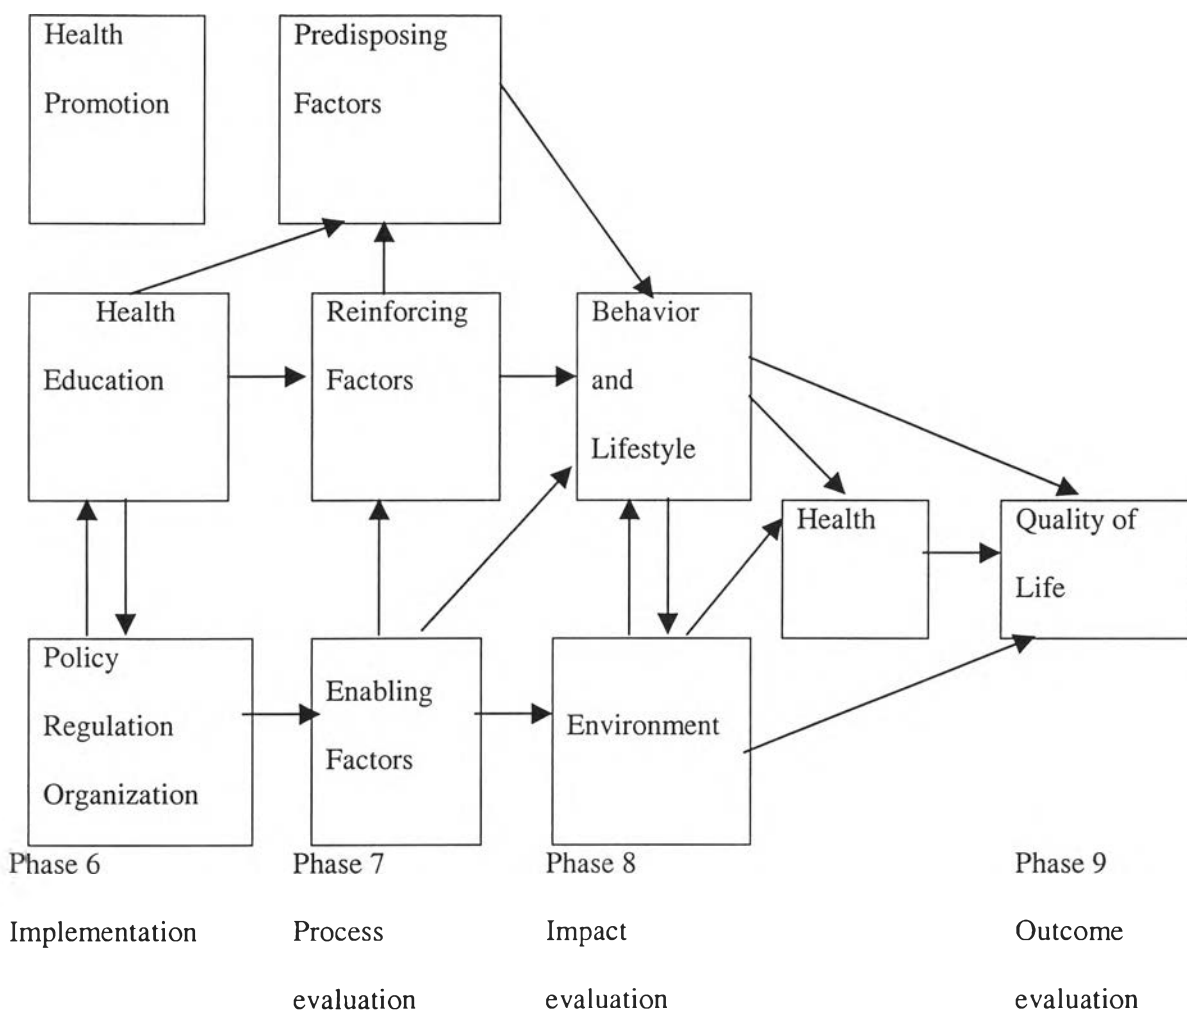 Health
Promotion
Predisposing
Factors
Health
Education
Reinforcing
Factors
Behavior
and
Lifestyle
Health
Quality of
Life
Policy
Regulation
Organization
Enabling
Factors
Environment
Phase 6
Implementation
Phase 7
Process
evaluation
Phase 8
Impact
evaluation
Phase 9
Outcome
evaluation